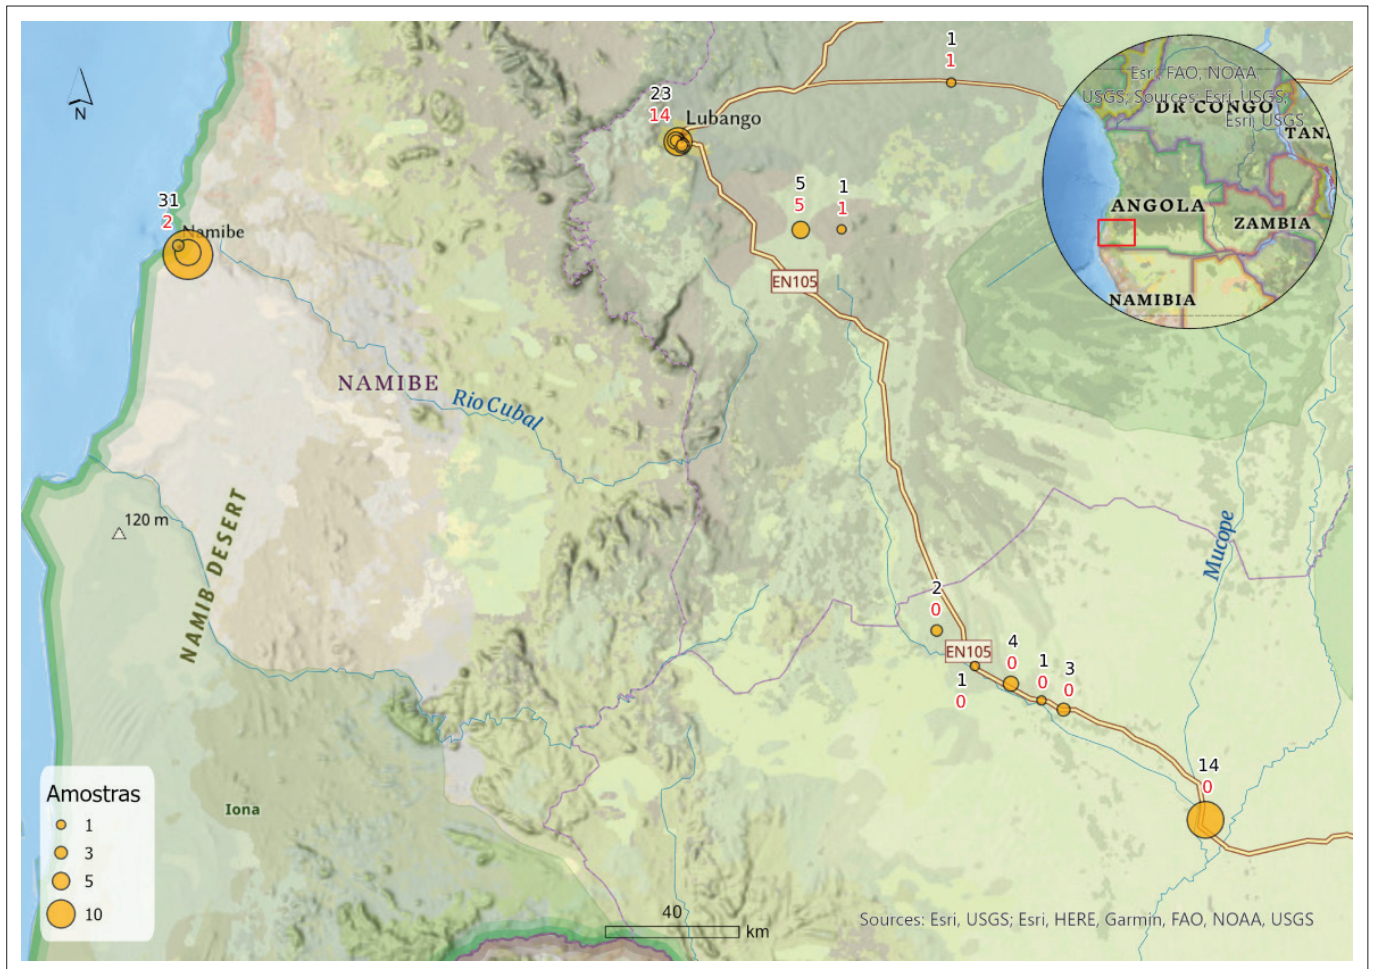 N
1
1
Esri, FAO, NOAA
USGS; Sources: Esri, USGS;
Esri, USGS
DR CONGO
TAN.
ANGOLA
ZAMBIA
NAMIBIA
23
14
Lubango
5
5
1
1
31
2
Namibe
EN105
NAMIBE
Rio Cubal
120 m
NAMIB DESERT
Mucope
2
0
EN105
1
0
4
0
1
0
3
0
14
0
Iona
Amostras
1
3
5
10
40
km
Sources: Esri, USGS; Esri, HERE, Garmin, FAO, NOAA, USGS